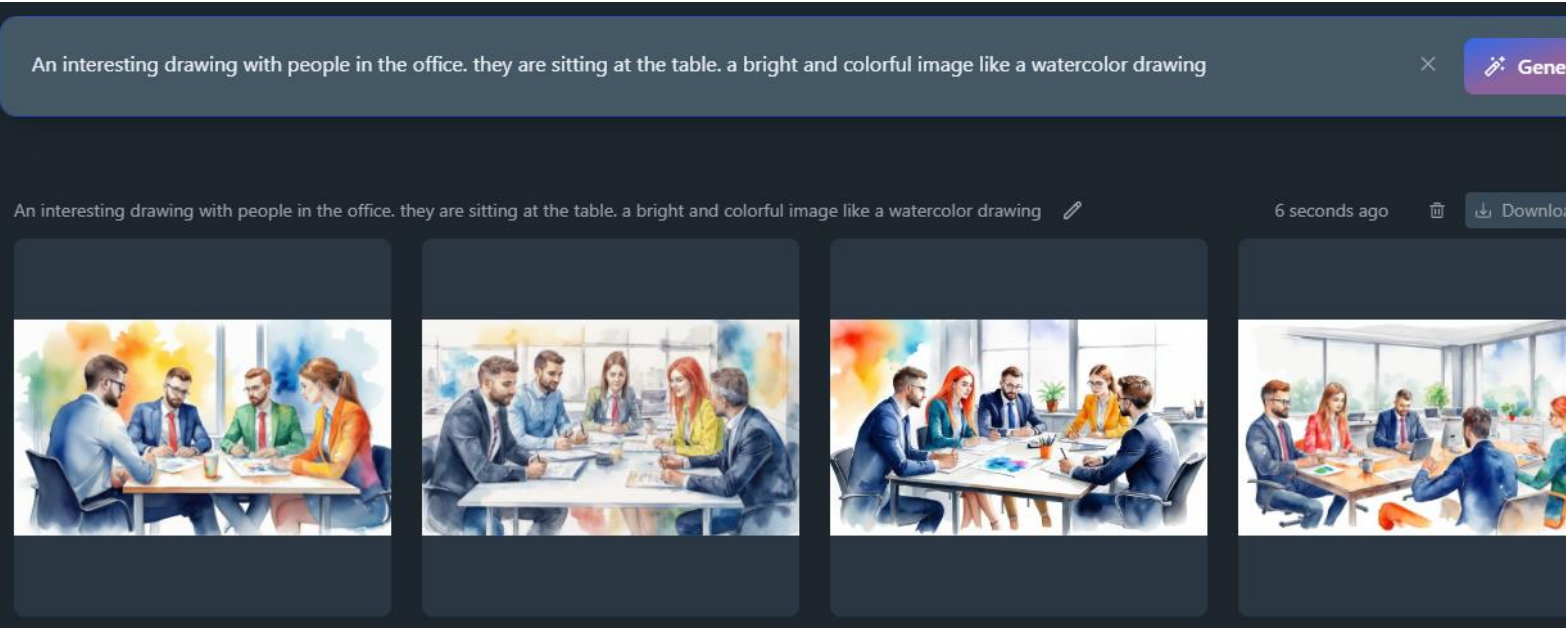 An interesting drawing with people in the office. they are sitting at the table. a bright and colorful image like a watercolor drawing
Gene
An interesting drawing with people in the office. they are sitting at the table. a bright and colorful image like a watercolor drawing
6 seconds ago
Downloa